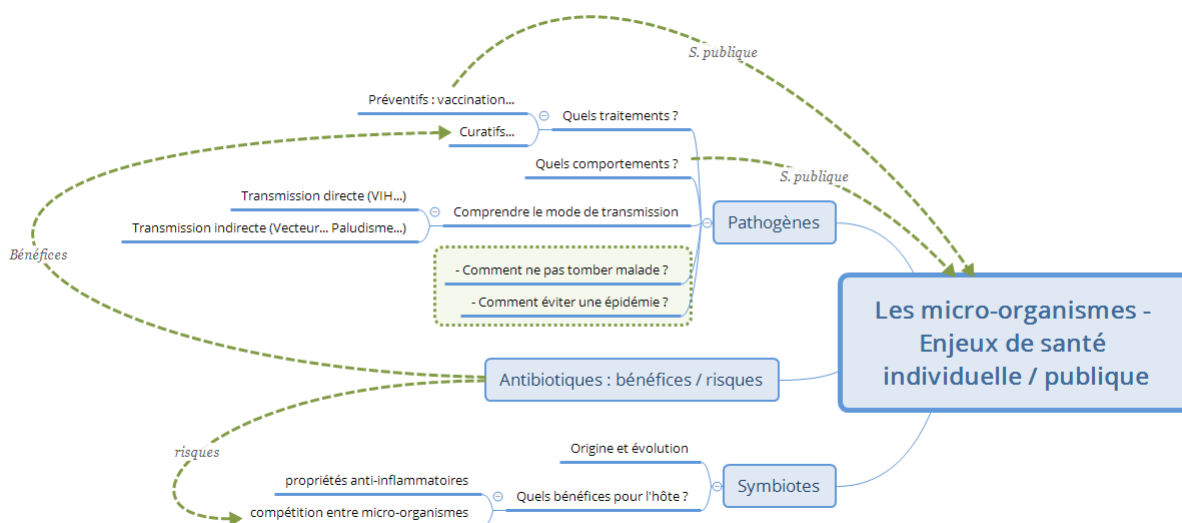 S. publique
Préventifs : vaccination...
Quels traitements ?
Curatifs...
Quels comportements ?
S. publique
Transmission directe (VIH...)
Comprendre le mode de transmission
Pathogènes
Transmission indirecte (Vecteur... Paludisme...)
Bénéfices
- Comment ne pas tomber malade ?
- Comment éviter une épidémie ?
Les micro-organismes -
Enjeux de santé
individuelle / publique
Antibiotiques : bénéfices / risques
risques
Origine et évolution
propriétés anti-inflammatoires
Symbiotes
Quels bénéfices pour l'hôte ?
compétition entre micro-organismes